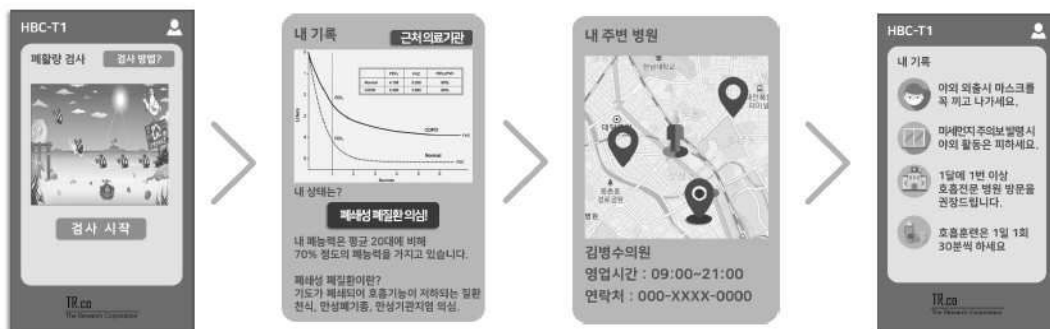 HBC-T1
폐활량 검사
검사 방법?
검사 시작
TR.co
The Research Corporation
내 기록
근처 의료기관
COPD
Normal
내 상태는?
폐쇄성 폐질환 의심!
내 폐능력은 평균 20대에 비해
70% 정도의 폐능력을 가지고 있습니다.
폐쇄성 폐질환이란?
기도가 폐쇄되어 호흡기능이 저하되는 질환
천식, 만성폐기종, 만성기관지염 의심.
내 주변 병원
김병수의원
영업시간 : 09:00~21:00
연락처 : 000-XXXX-0000
HBC-T1
내 기록
야외 외출시 마스크를
꼭 끼고 나가세요.
미세먼지 주의보 발령 시
야외 활동은 피하세요.
1달에 1번 이상
호흡전문 병원 방문을
권장드립니다.
호흡훈련은 1일 1회
30분씩 하세요
TR.co
The Research Corporation